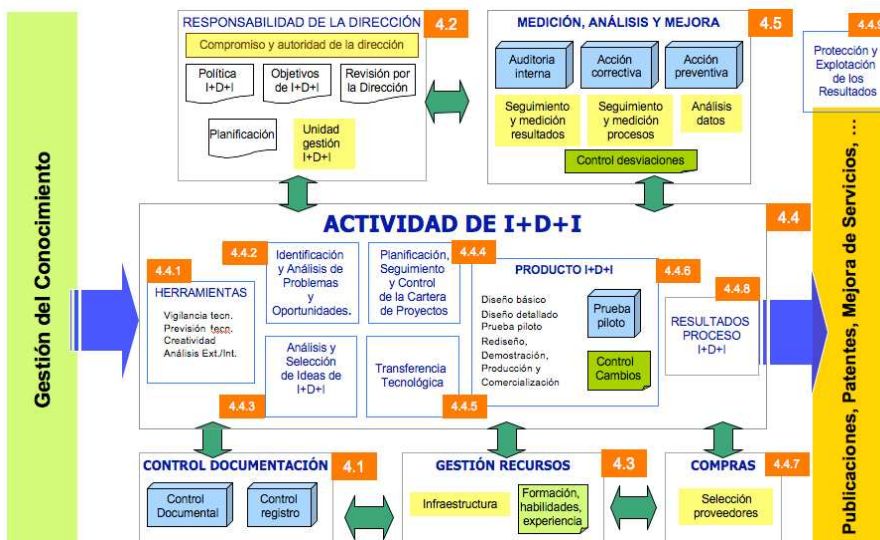 Gestión del Conocimiento
RESPONSABILIDAD DE LA DIRECCIÓN
4.2
Compromiso y autoridad de la dirección
Política
I+D+I
Objetivos
de I+D+I
Revisión por
la Dirección
Planificación
Unidad
gestión
I+D+I
MEDICIÓN, ANÁLISIS Y MEJORA
4.5
Auditoria
interna
Acción
correctiva
Acción
preventiva
Seguimiento
y medición
resultados
Seguimiento
y medición
procesos
Análisis
datos
Control desviaciones
4.4.9
Protección y
Explotación
de los
Resultados
ACTIVIDAD DE I+D+I
4.4
4.4.1
HERRAMIENTAS
Vigilancia tecn.
Previsión tecn.
Creatividad
Análisis Ext./Int.
4.4.2
Identificación
y Análisis de
Problemas
y
Oportunidades.
4.4.3
Análisis y
Selección
de Ideas de
I+D+I
4.4.4
Planificación,
Seguimiento
y Control
de la Cartera
de Proyectos
4.4.5
Transferencia
Tecnológica
PRODUCTO I+D+I
4.4.6
Diseño básico
Diseño detallado
Prueba piloto
Rediseño,
Demostración,
Producción y
Comercialización
Prueba
piloto
Control
Cambios
4.4.8
RESULTADOS
PROCESO
I+D+I
CONTROL DOCUMENTACIÓN
4.1
Control
Documental
Control
registro
GESTIÓN RECURSOS
4.3
Infraestructura
Formación,
habilidades,
experiencia
COMPRAS
4.4.7
Selección
proveedores
Publicaciones, Patentes, Mejora de Servicios, ...